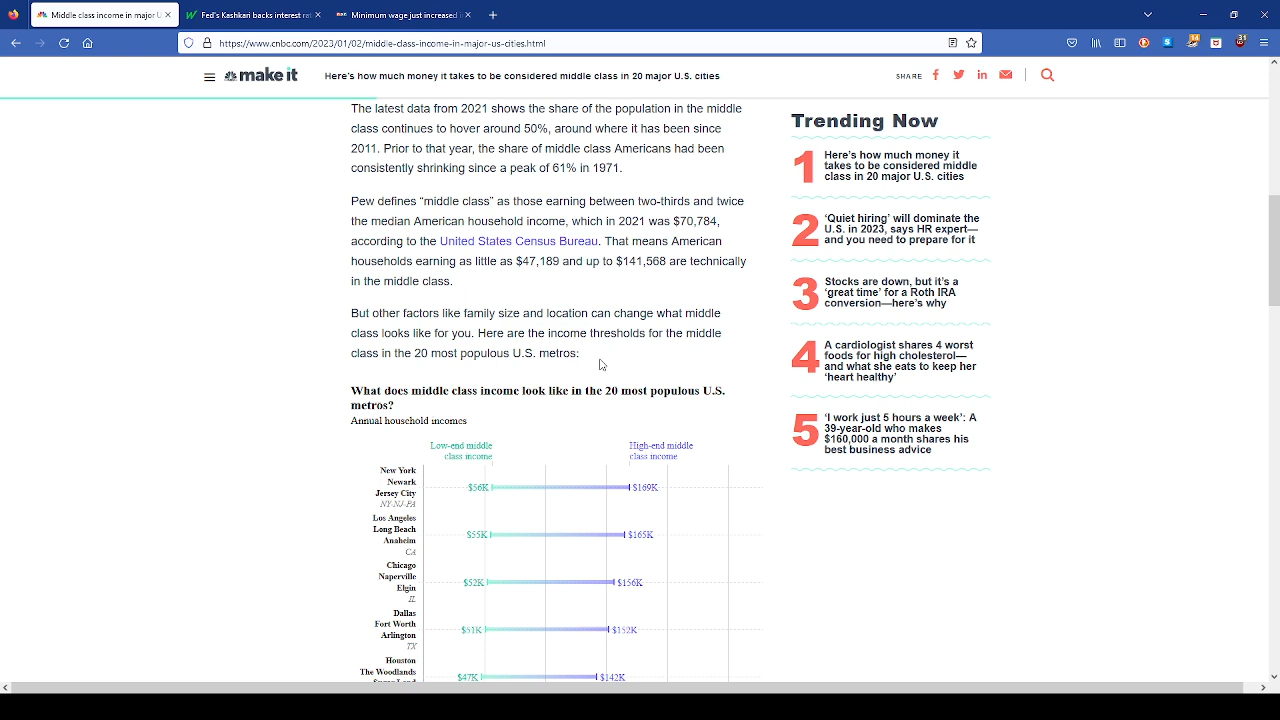 Middle class income in major U
Fed's Kashkari backs interest rat
Minimum wage just increased i
https://www.cnbc.com/2023/01/02/middle-class-income-in-major-us-cities.html
make it
Here's how much money it takes to be considered middle class in 20 major U.S. cities
SHARE
The latest data from 2021 shows the share of the population in the middle
class continues to hover around 50%, around where it has been since
2011. Prior to that year, the share of middle class Americans had been
consistently shrinking since a peak of 61% in 1971.
Pew defines “middle class” as those earning between two-thirds and twice
the median American household income, which in 2021 was $70,784,
according to the United States Census Bureau. That means American
households earning as little as $47,189 and up to $141,568 are technically
in the middle class.
But other factors like family size and location can change what middle
class looks like for you. Here are the income thresholds for the middle
class in the 20 most populous U.S. metros:
What does middle class income look like in the 20 most populous U.S.
metros?
Annual household incomes
Low-end middle
class income
High-end middle
class income
New York
Newark
Jersey City
NY-NJ-PA
$56K
$169K
Los Angeles
Long Beach
Anaheim
CA
$55K
$165K
Chicago
Naperville
Elgin
IL
$52K
$156K
Dallas
Fort Worth
Arlington
TX
$51K
$152K
Houston
The Woodlands
Sugar Land
$47K
$142K
Trending Now
1
Here's how much money it
takes to be considered middle
class in 20 major U.S. cities
2
‘Quiet hiring’ will dominate the
U.S. in 2023, says HR expert—
and you need to prepare for it
3
Stocks are down, but it's a
‘great time’ for a Roth IRA
conversion—here's why
4
A cardiologist shares 4 worst
foods for high cholesterol—
and what she eats to keep her
‘heart healthy’
5
‘I work just 5 hours a week’: A
39-year-old who makes
$160,000 a month shares his
best business advice